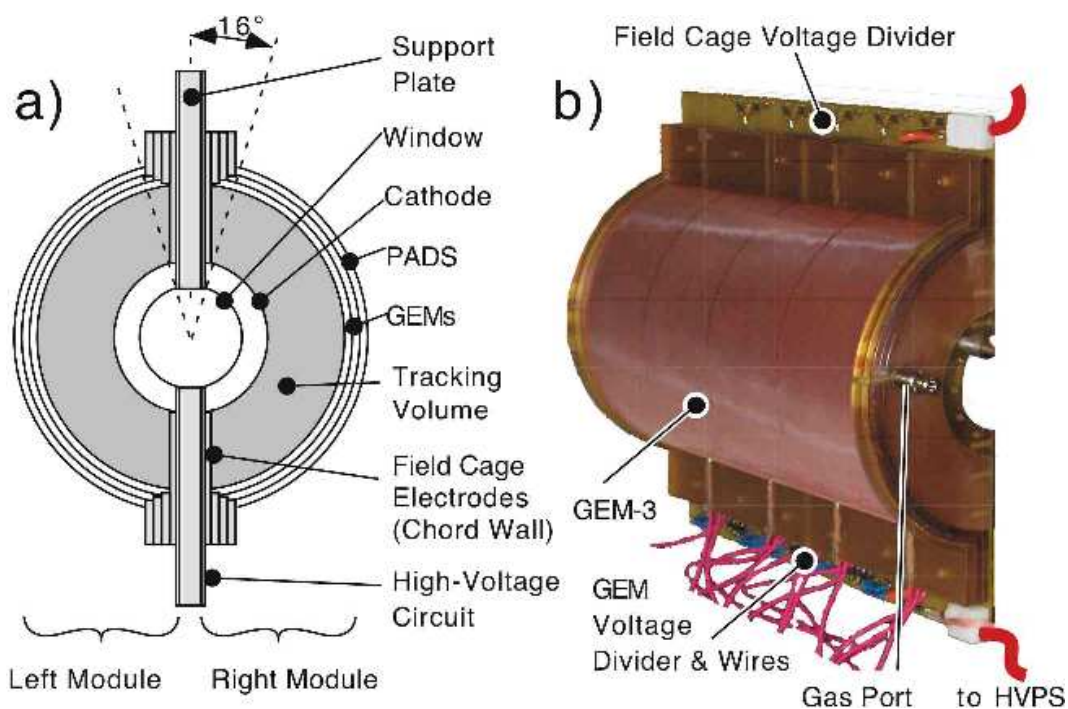 a)
16°
Support
Plate
Window
Cathode
PADS
GEMs
Tracking
Volume
Field Cage
Electrodes
(Chord Wall)
High-Voltage
Circuit
Left Module
Right Module
b)
Field Cage Voltage Divider
GEM-3
GEM
Voltage
Divider & Wires
Gas Port
to HVPS